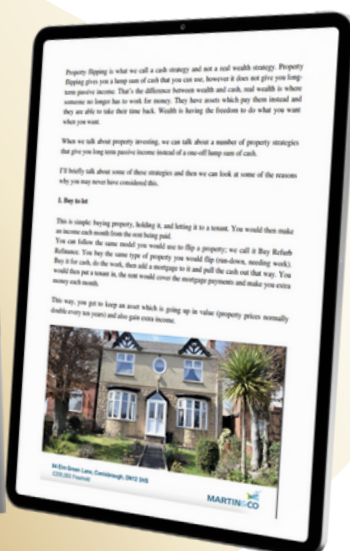 Property flipping is what we call a cash strategy and not a real wealth strategy. Property
flipping gives you a lump sum of cash that you can use, however it does not give you long-
term passive income. That's the difference between wealth and cash, real wealth is where
someone no longer has to work for money. They have assets which pay them instead and
they are able to take their time back. Wealth is having the freedom to do what you want
when you want.
When we talk about property investing, we can talk about a number of property strategies
that give you long term passive income instead of a one-off lump sum of cash.
I'll briefly talk about some of these strategies and then we can look at some of the reasons
why you may never have considered this.
1. Buy to let
This is simple: buying property, holding it, and letting it to a tenant. You would then make
an income each month from the rent being paid.
You can follow the same model you would use to flip a property; we call it Buy Refurb
Refinance. You buy the same type of property you would flip (run-down, needing work).
Buy it for cash, do the work, then add a mortgage to it and pull the cash out that way. You
would then put a tenant in, the rent would cover the mortgage payments and make you extra
money each month.
This way, you get to keep an asset which is going up in value (property prices normally
double every ten years) and also gain extra income.
Elm Green Lane, Conisbrough, DN12
Freehold
MARTIN&CO